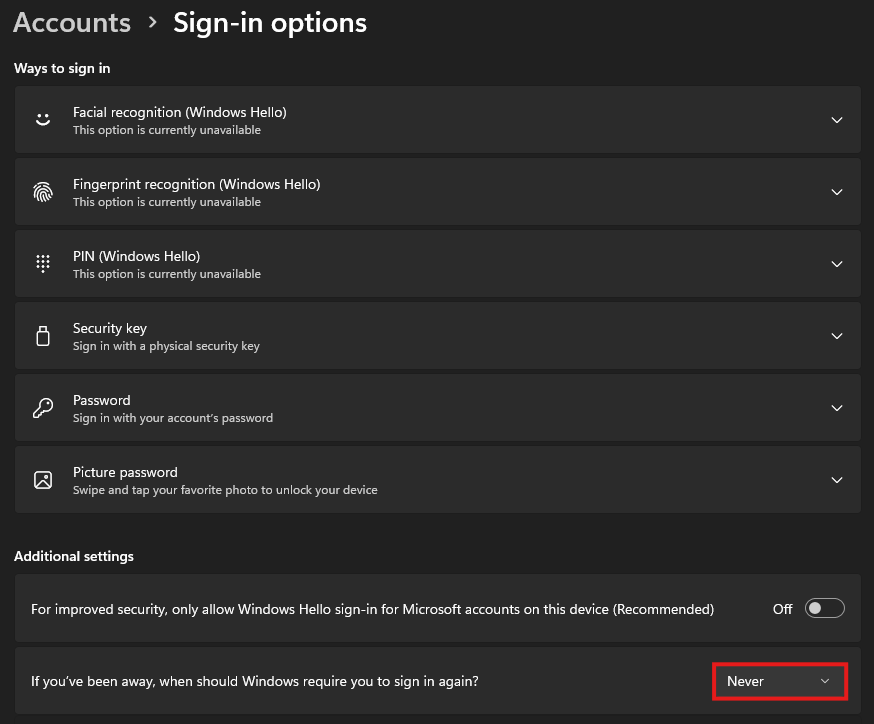 Accounts > Sign-in options
Ways to sign in
Facial recognition (Windows Hello)
This option is currently unavailable
Fingerprint recognition (Windows Hello)
This option is currently unavailable
PIN (Windows Hello)
This option is currently unavailable
Security key
Sign in with a physical security key
Password
Sign in with your account's password
Picture password
Swipe and tap your favorite photo to unlock your device
Additional settings
For improved security, only allow Windows Hello sign-in for Microsoft accounts on this device (Recommended) Off
If you've been away, when should Windows require you to sign in again? Never